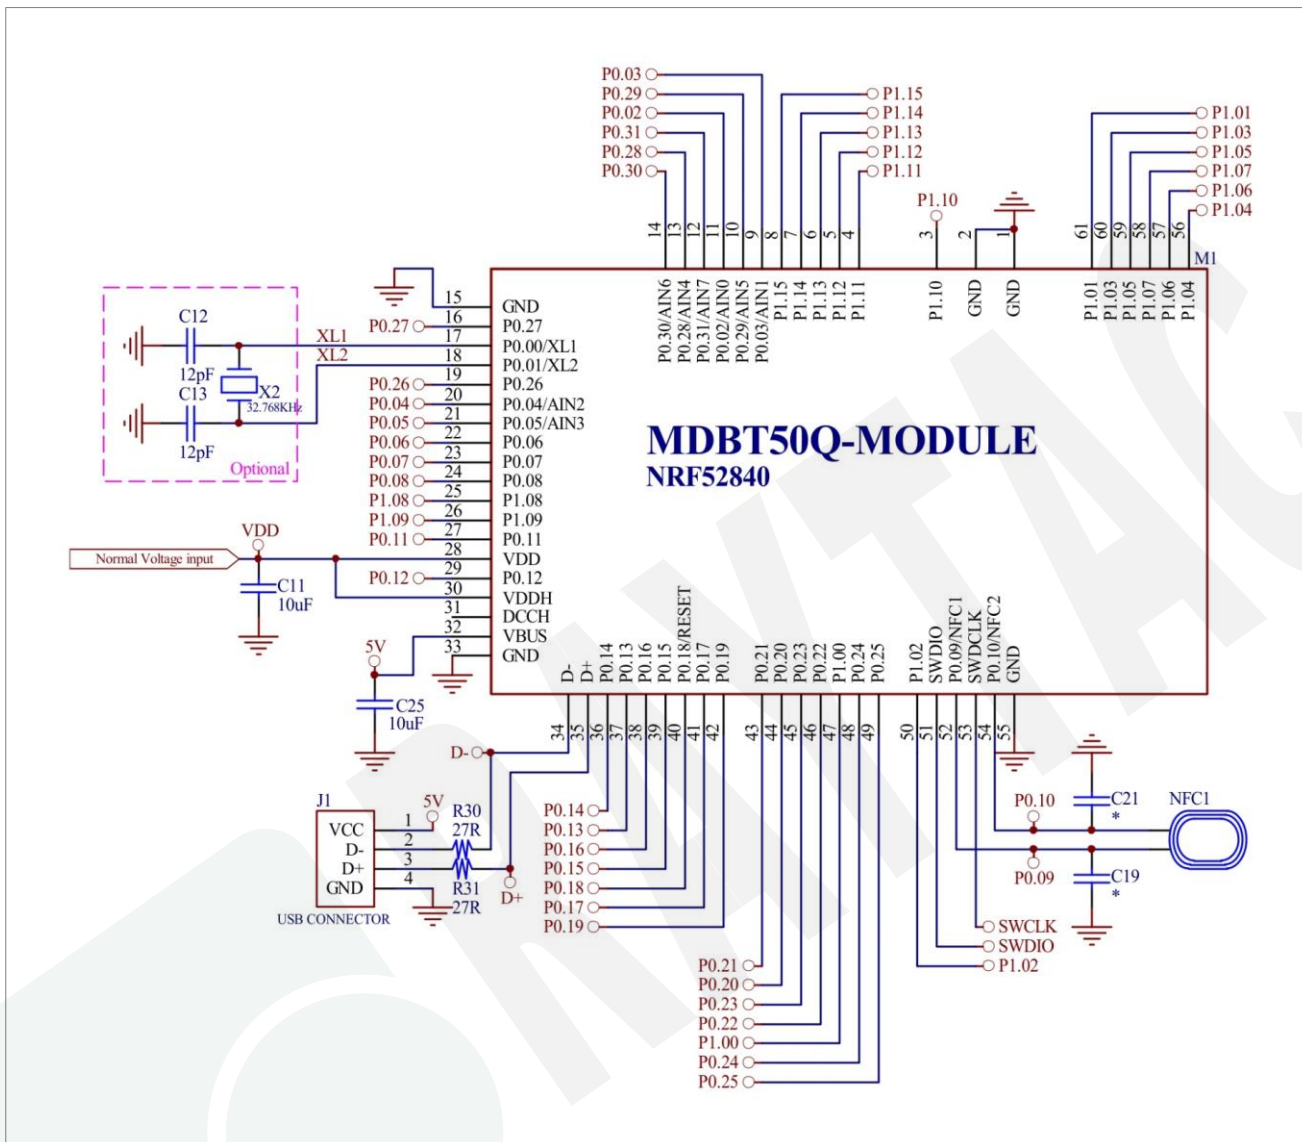 P0.03
P0.29
P0.02
P0.31
P0.28
P0.30
P1.15
P1.14
P1.13
P1.12
P1.11
P1.10
P1.01
P1.03
P1.05
P1.07
P1.06
P1.04
14
13
12
11
10
9
8
7
6
5
4
3
2
1
61
60
59
58
57
56
M1
P0.30/AIN6
P0.28/AIN4
P0.31/AIN7
P0.02/AIN0
P0.29/AIN5
P0.03/AIN1
P1.15
P1.14
P1.13
P1.12
P1.11
P1.10
GND
GND
P1.01
P1.03
P1.05
P1.07
P1.06
P1.04
15 GND
P0.27 16 P0.27
XL1 17 P0.00/XL1
XL2 18 P0.01/XL2
P0.26 19 P0.26
P0.04 20 P0.04/AIN2
P0.05 21 P0.05/AIN3
P0.06 22 P0.06
P0.07 23 P0.07
P0.08 24 P0.08
P1.08 25 P1.08
P1.09 26 P1.09
P0.11 27 P0.11
28 VDD
P0.12 29 P0.12
30 VDDH
31 DCCH
32 VBUS
33 GND
C12
12pF
C13
12pF
X2
32.768KHz
Optional
VDD
Normal Voltage input
C11
10uF
5V
C25
10uF
MDBT50Q-MODULE
NRF52840
D-
D+
P0.14
P0.13
P0.16
P0.15
P0.18/RESET
P0.17
P0.19
P0.21
P0.20
P0.23
P0.22
P1.00
P0.24
P0.25
P1.02
SWDIO
P0.09/NFC1
SWDCLK
P0.10/NFC2
GND
34
35
36
37
38
39
40
41
42
43
44
45
46
47
48
49
50
51
52
53
54
55
D-
J1
5V
R30
27R
VCC 1
D- 2
D+ 3
GND 4
R31
27R
D+
USB CONNECTOR
P0.14
P0.13
P0.16
P0.15
P0.18
P0.17
P0.19
P0.21
P0.20
P0.23
P0.22
P1.00
P0.24
P0.25
P0.10
C21
*
NFC1
P0.09
C19
*
SWCLK
SWDIO
P1.02
RAYTAC